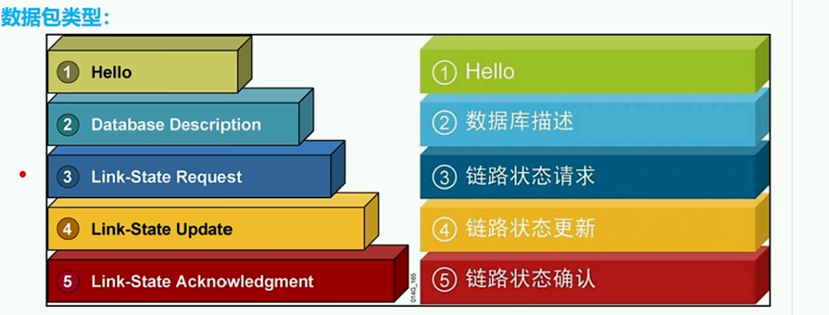 数据包类型：
1 Hello
2 Database Description
3 Link-State Request
4 Link-State Update
5 Link-State Acknowledgment
014G_165
① Hello
② 数据库描述
③ 链路状态请求
④ 链路状态更新
⑤ 链路状态确认